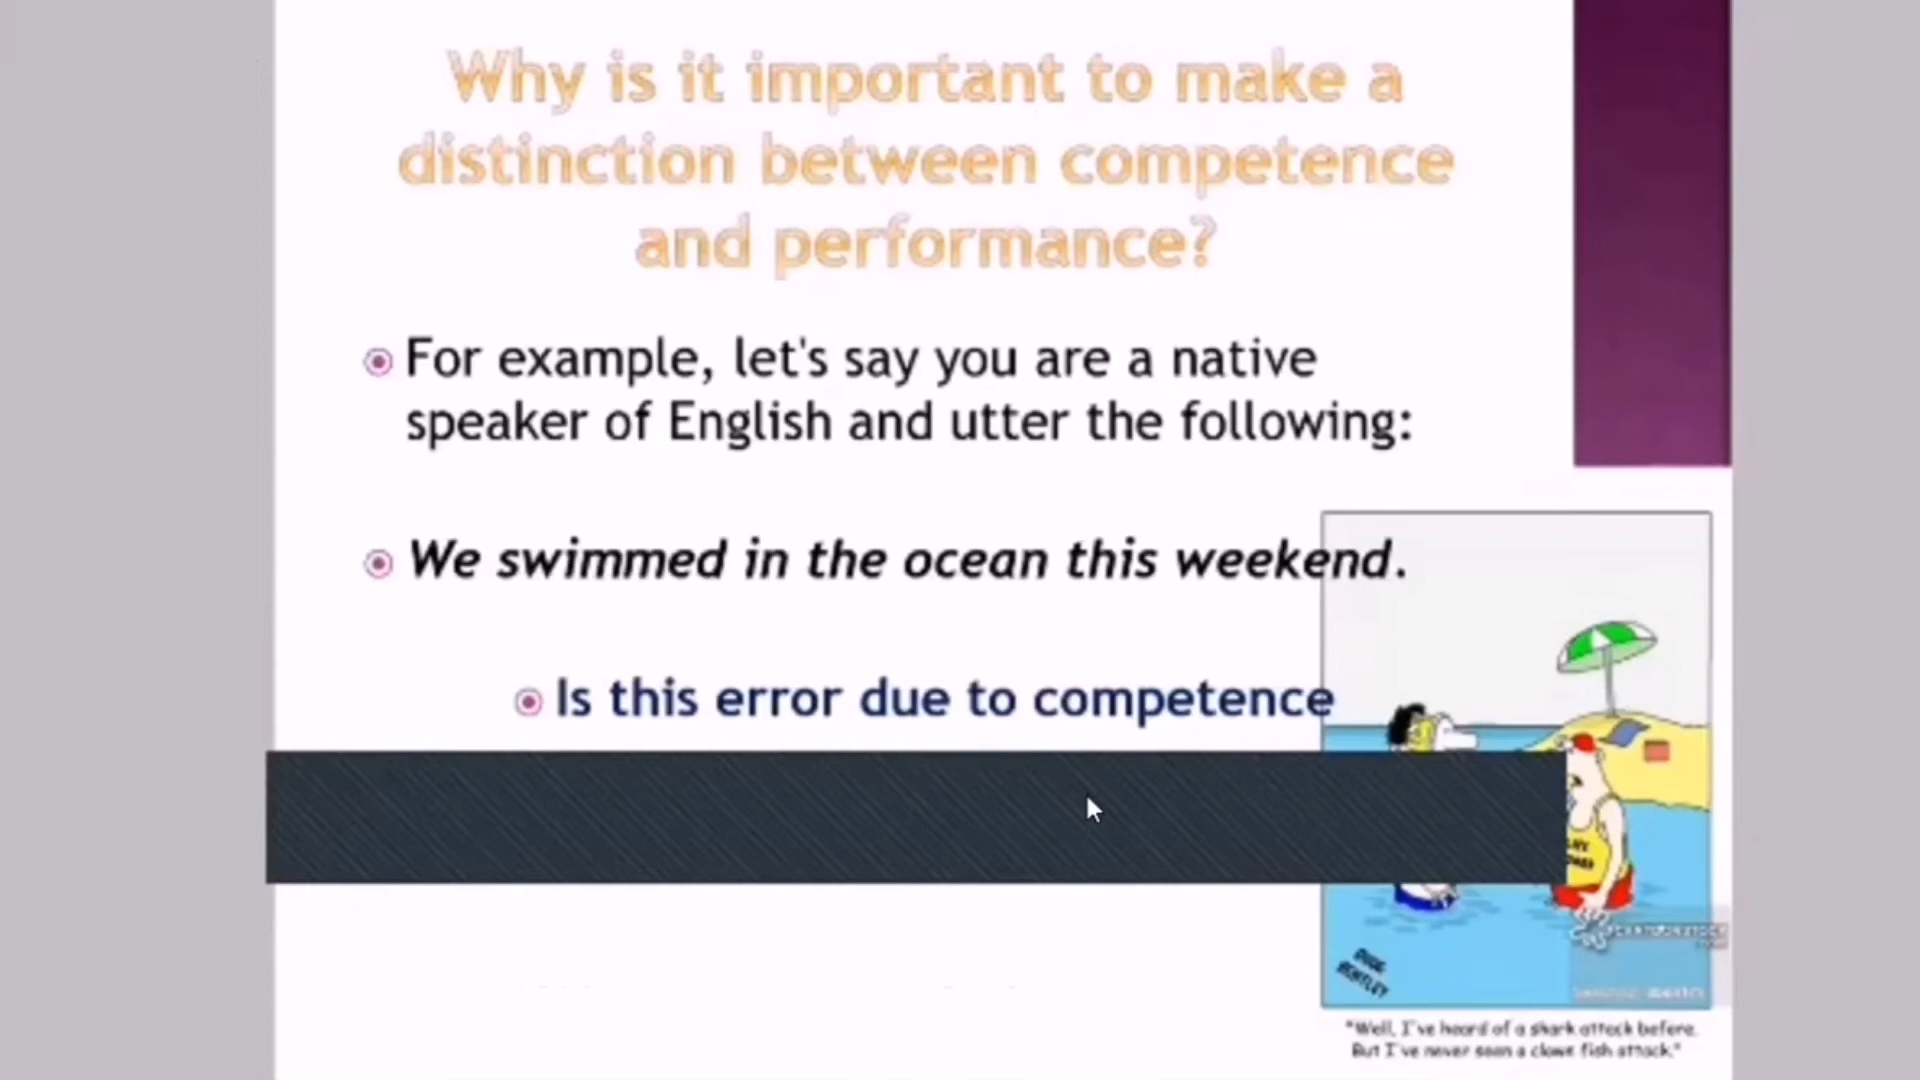 Why is it important to make a
distinction between competence
and performance?
For example, let's say you are a native
speaker of English and utter the following:
We swimmed in the ocean this weekend.
Is this error due to competence
"Well, I've heard of a shark attack before.
But I've never seen a clown fish attack."